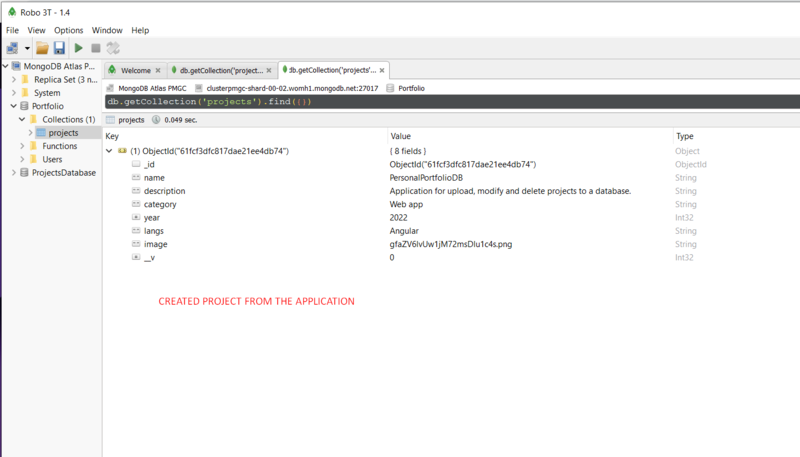 Robo 3T - 1.4
File View Options Window Help
MongoDB Atlas P...
Replica Set (3 n...
System
Portfolio
Collections (1)
projects
Functions
Users
ProjectsDatabase
Welcome
db.getCollection('project...
db.getCollection('projects'...
MongoDB Atlas PMGC clusterpmgc-shard-00-02.womh1.mongodb.net:27017 Portfolio
db.getCollection('projects').find({})
projects 0.049 sec.
Key Value Type
(1) ObjectId("61fcf3dfc817dae21ee4db74") { 8 fields } Object
_id ObjectId("61fcf3dfc817dae21ee4db74") ObjectId
name PersonalPortfolioDB String
description Application for upload, modify and delete projects to a database. String
category Web app String
year 2022 Int32
langs Angular String
image gfaZV6IvUw1jM72msDlu1c4s.png String
__v 0 Int32
CREATED PROJECT FROM THE APPLICATION